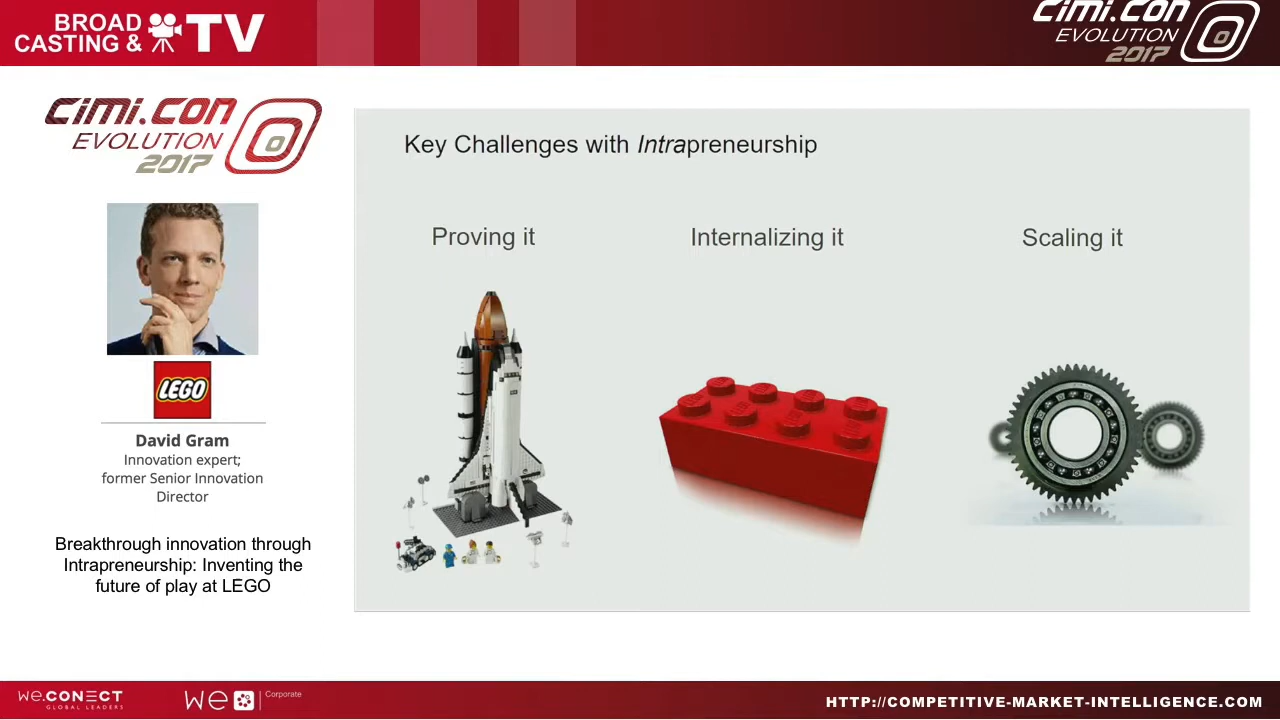 BROAD
CASTING & TV
cimi.con
EVOLUTION
2017
cimi.con
EVOLUTION
2017
LEGO
David Gram
Innovation expert;
former Senior Innovation
Director
Breakthrough innovation through
Intrapreneurship: Inventing the
future of play at LEGO
Key Challenges with Intrapreneurship
Proving it
Internalizing it
Scaling it
we.CONECT
GLOBAL LEADERS
we
Corporate
HTTP://COMPETITIVE-MARKET-INTELLIGENCE.COM